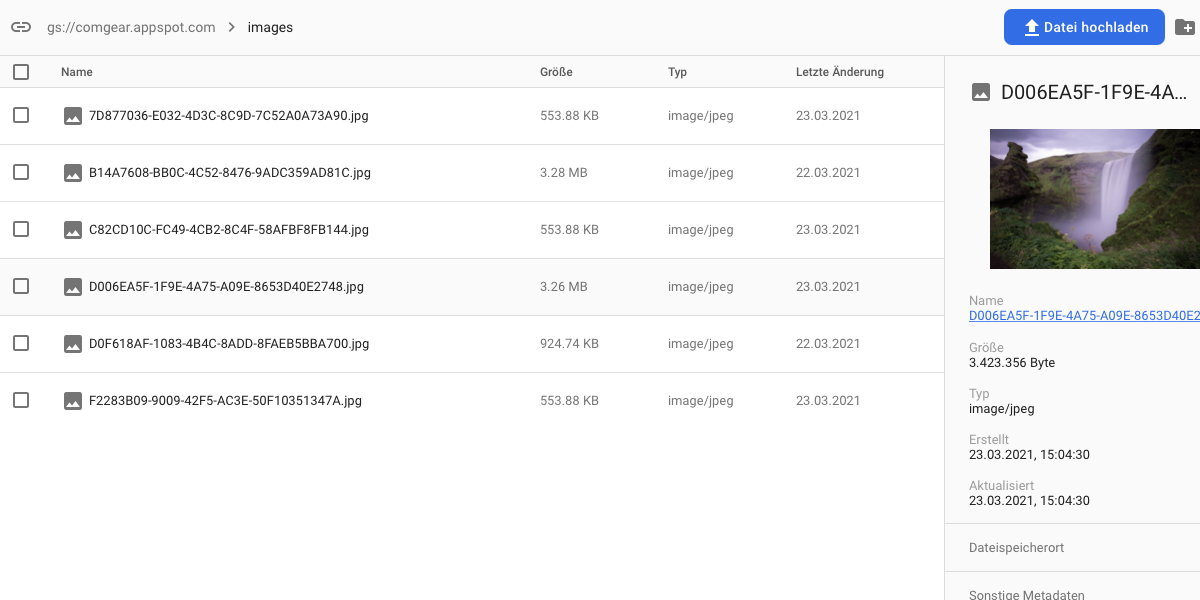 gs://comgear.appspot.com > images
Datei hochladen
Name Größe Typ Letzte Änderung
7D877036-E032-4D3C-8C9D-7C52A0A73A90.jpg 553.88 KB image/jpeg 23.03.2021
B14A7608-BB0C-4C52-8476-9ADC359AD81C.jpg 3.28 MB image/jpeg 22.03.2021
C82CD10C-FC49-4CB2-8C4F-58AFBF8FB144.jpg 553.88 KB image/jpeg 23.03.2021
D006EA5F-1F9E-4A75-A09E-8653D40E2748.jpg 3.26 MB image/jpeg 23.03.2021
D0F618AF-1083-4B4C-8ADD-8FAEB5BBA700.jpg 924.74 KB image/jpeg 22.03.2021
F2283B09-9009-42F5-AC3E-50F10351347A.jpg 553.88 KB image/jpeg 23.03.2021
D006EA5F-1F9E-4A...
Name
D006EA5F-1F9E-4A75-A09E-8653D40E2
Größe
3.423.356 Byte
Typ
image/jpeg
Erstellt
23.03.2021, 15:04:30
Aktualisiert
23.03.2021, 15:04:30
Dateispeicherort
Sonstige Metadaten